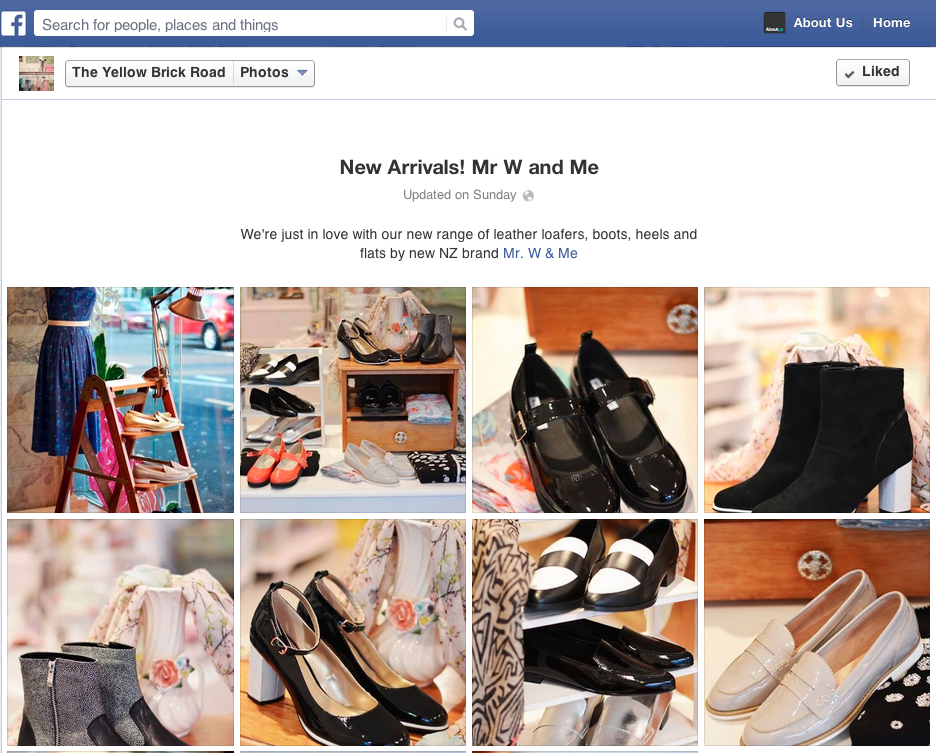 f Search for people, places and things About Us Home
The Yellow Brick Road Photos Liked
New Arrivals! Mr W and Me
Updated on Sunday
We're just in love with our new range of leather loafers, boots, heels and
flats by new NZ brand Mr. W & Me